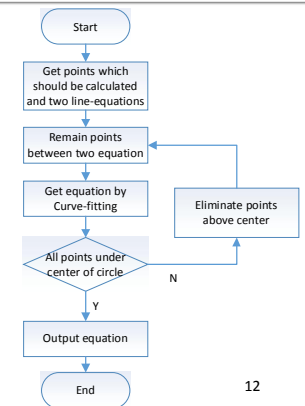 Start
Get points which
should be calculated
and two line-equations
Remain points
between two equation
Get equation by
Curve-fitting
Eliminate points
above center
All points under
center of circle
N
Y
Output equation
End
12